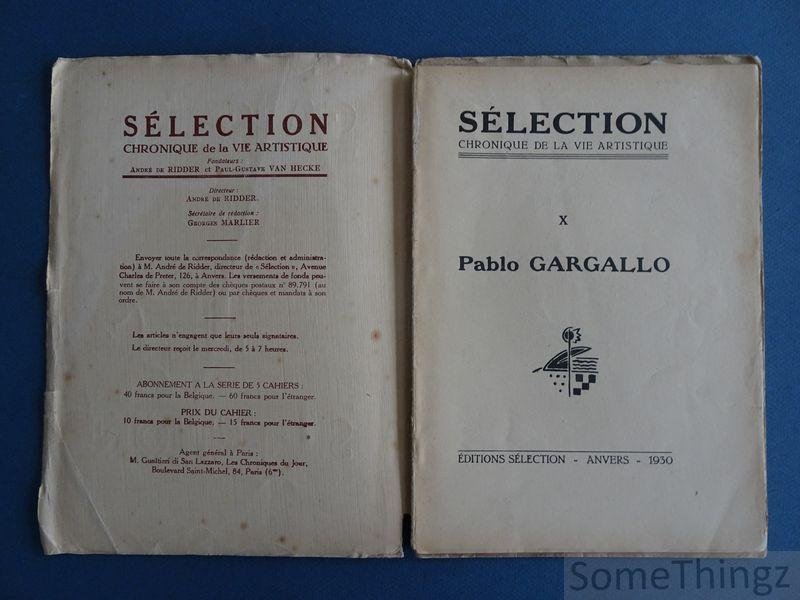 SÉLECTION
CHRONIQUE de la VIE ARTISTIQUE
Fondateurs :
ANDRÉ DE RIDDER et PAUL-GUSTAVE VAN HECKE
Directeur :
ANDRÉ DE RIDDER.
Sécrétaire de rédaction :
GEORGES MARLIER
Envoyer toute la correspondance (rédaction et administra-
tion) à M. André de Ridder, directeur de « Sélection », Avenue
Charles de Preter, 126, à Anvers. Les versements de fonds peu-
vent se faire à son compte des chèques postaux n° 89.791 (au
nom de M. André de Ridder) ou par chèques et mandats à son
ordre.
Les articles n'engagent que leurs seuls signataires.
Le directeur reçoit le mercredi, de 5 à 7 heures.
ABONNEMENT A LA SERIE DE 5 CAHIERS :
40 francs pour la Belgique. — 60 francs pour l'étranger.
PRIX DU CAHIER :
10 francs pour la Belgique, — 15 francs pour l'étranger.
Agent général à Paris :
M. Gualtieri di San Lazzaro, Les Chroniques du Jour,
Boulevard Saint-Michel, 84, Paris (6me).
SÉLECTION
CHRONIQUE DE LA VIE ARTISTIQUE
X
Pablo GARGALLO
ÉDITIONS SÉLECTION - ANVERS - 1930
SomeThingz